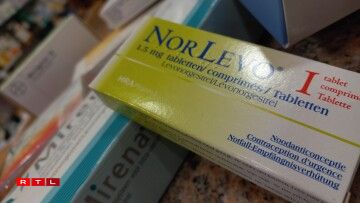 NORLEVO®
1,5 mg tabletten/comprimés/Tabletten
Levonorgestrel/Lévonorgestrel
1
tablet
comprimé
Tablette
HRA
Noodanticonceptie
Contraception d'urgence
Notfall-Empfängnisverhütung
Mirena
RTL